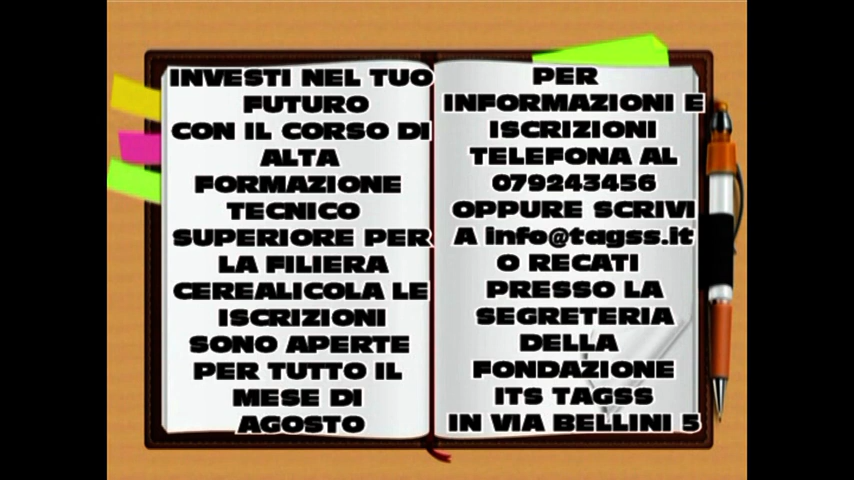 INVESTI NEL TUO
FUTURO
CON IL CORSO DI
ALTA
FORMAZIONE
TECNICO
SUPERIORE PER
LA FILIERA
CEREALICOLA LE
ISCRIZIONI
SONO APERTE
PER TUTTO IL
MESE DI
AGOSTO
PER
INFORMAZIONI E
ISCRIZIONI
TELEFONA AL
079243456
OPPURE SCRIVI
A info@tagss.it
O RECATI
PRESSO LA
SEGRETERIA
DELLA
FONDAZIONE
ITS TAGSS
IN VIA BELLINI 5